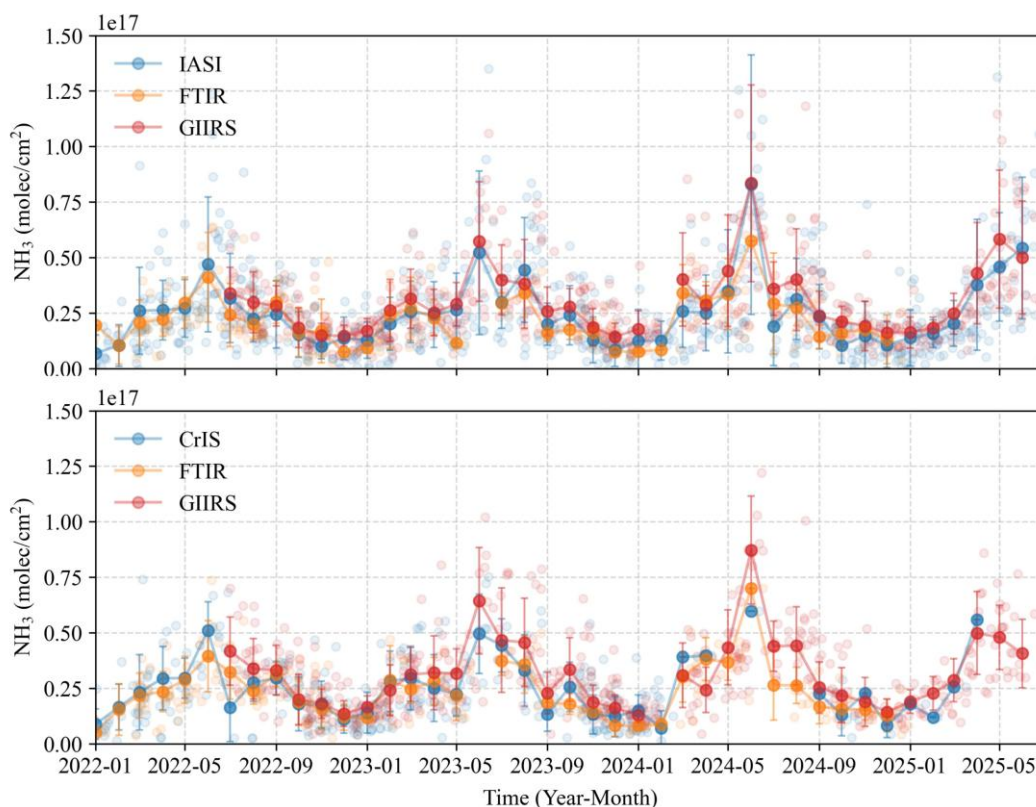 1e17
1.50
1.25
1.00
0.75
0.50
0.25
0.00
NH₃ (molec/cm²)
IASI
FTIR
GIIRS
1e17
1.50
1.25
1.00
0.75
0.50
0.25
0.00
NH₃ (molec/cm²)
CrIS
FTIR
GIIRS
2022-01 2022-05 2022-09 2023-01 2023-05 2023-09 2024-01 2024-05 2024-09 2025-01 2025-05
Time (Year-Month)